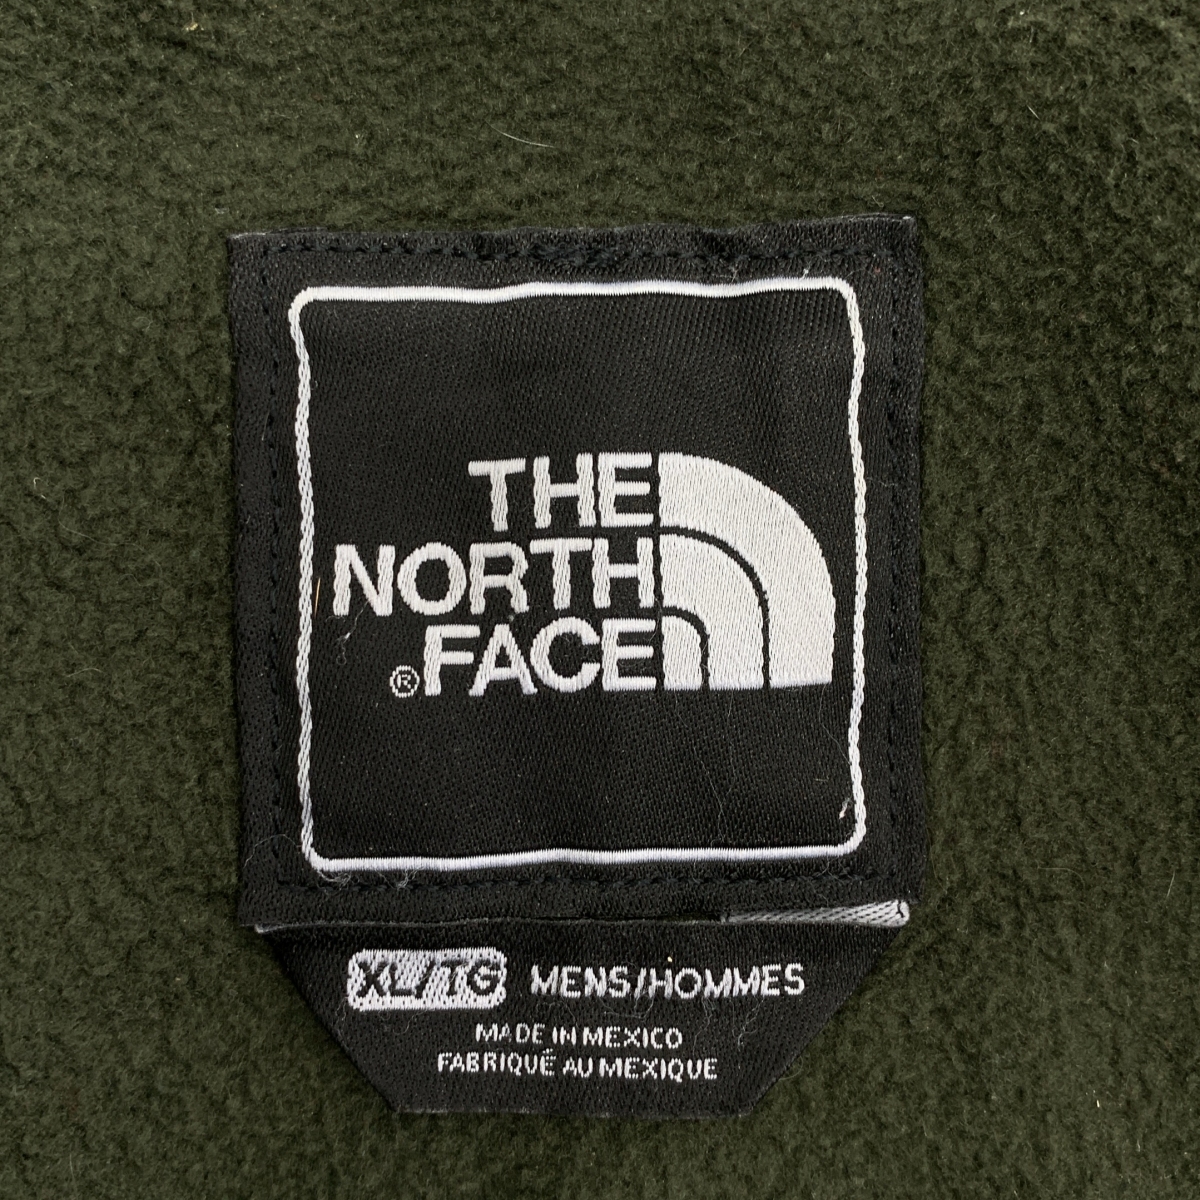 THE
NORTH
®FACE
XL/TG MENS/HOMMES
MADE IN MEXICO
FABRIQUÉ AU MEXIQUE